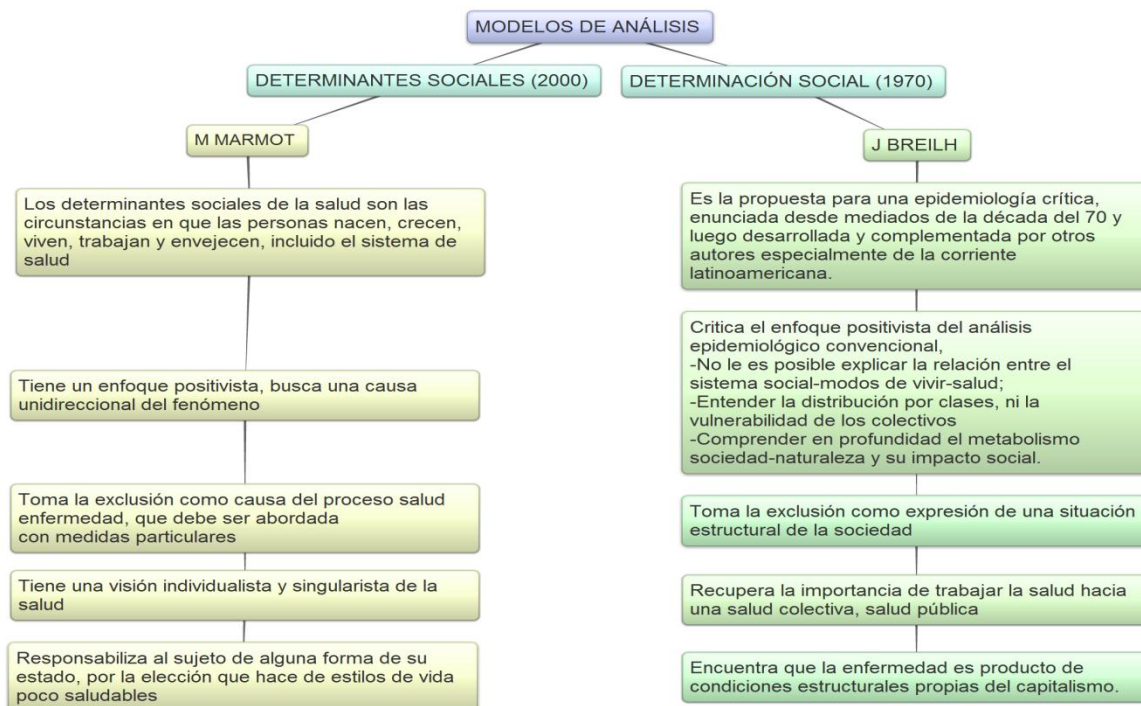 MODELOS DE ANÁLISIS
DETERMINANTES SOCIALES (2000)
DETERMINACIÓN SOCIAL (1970)
M MARMOT
Los determinantes sociales de la salud son las
circunstancias en que las personas nacen, crecen,
viven, trabajan y envejecen, incluido el sistema de
salud
Tiene un enfoque positivista, busca una causa
unidireccional del fenómeno
Toma la exclusión como causa del proceso salud
enfermedad, que debe ser abordada
con medidas particulares
Tiene una visión individualista y singularista de la
salud
Responsabiliza al sujeto de alguna forma de su
estado, por la elección que hace de estilos de vida
poco saludables
J BREILH
Es la propuesta para una epidemiología crítica,
enunciada desde mediados de la década del 70 y
luego desarrollada y complementada por otros
autores especialmente de la corriente
latinoamericana.
Critica el enfoque positivista del análisis
epidemiológico convencional,
-No le es posible explicar la relación entre el
sistema social-modos de vivir-salud;
-Entender la distribución por clases, ni la
vulnerabilidad de los colectivos
-Comprender en profundidad el metabolismo
sociedad-naturaleza y su impacto social.
Toma la exclusión como expresión de una situación
estructural de la sociedad
Recupera la importancia de trabajar la salud hacia
una salud colectiva, salud pública
Encuentra que la enfermedad es producto de
condiciones estructurales propias del capitalismo.